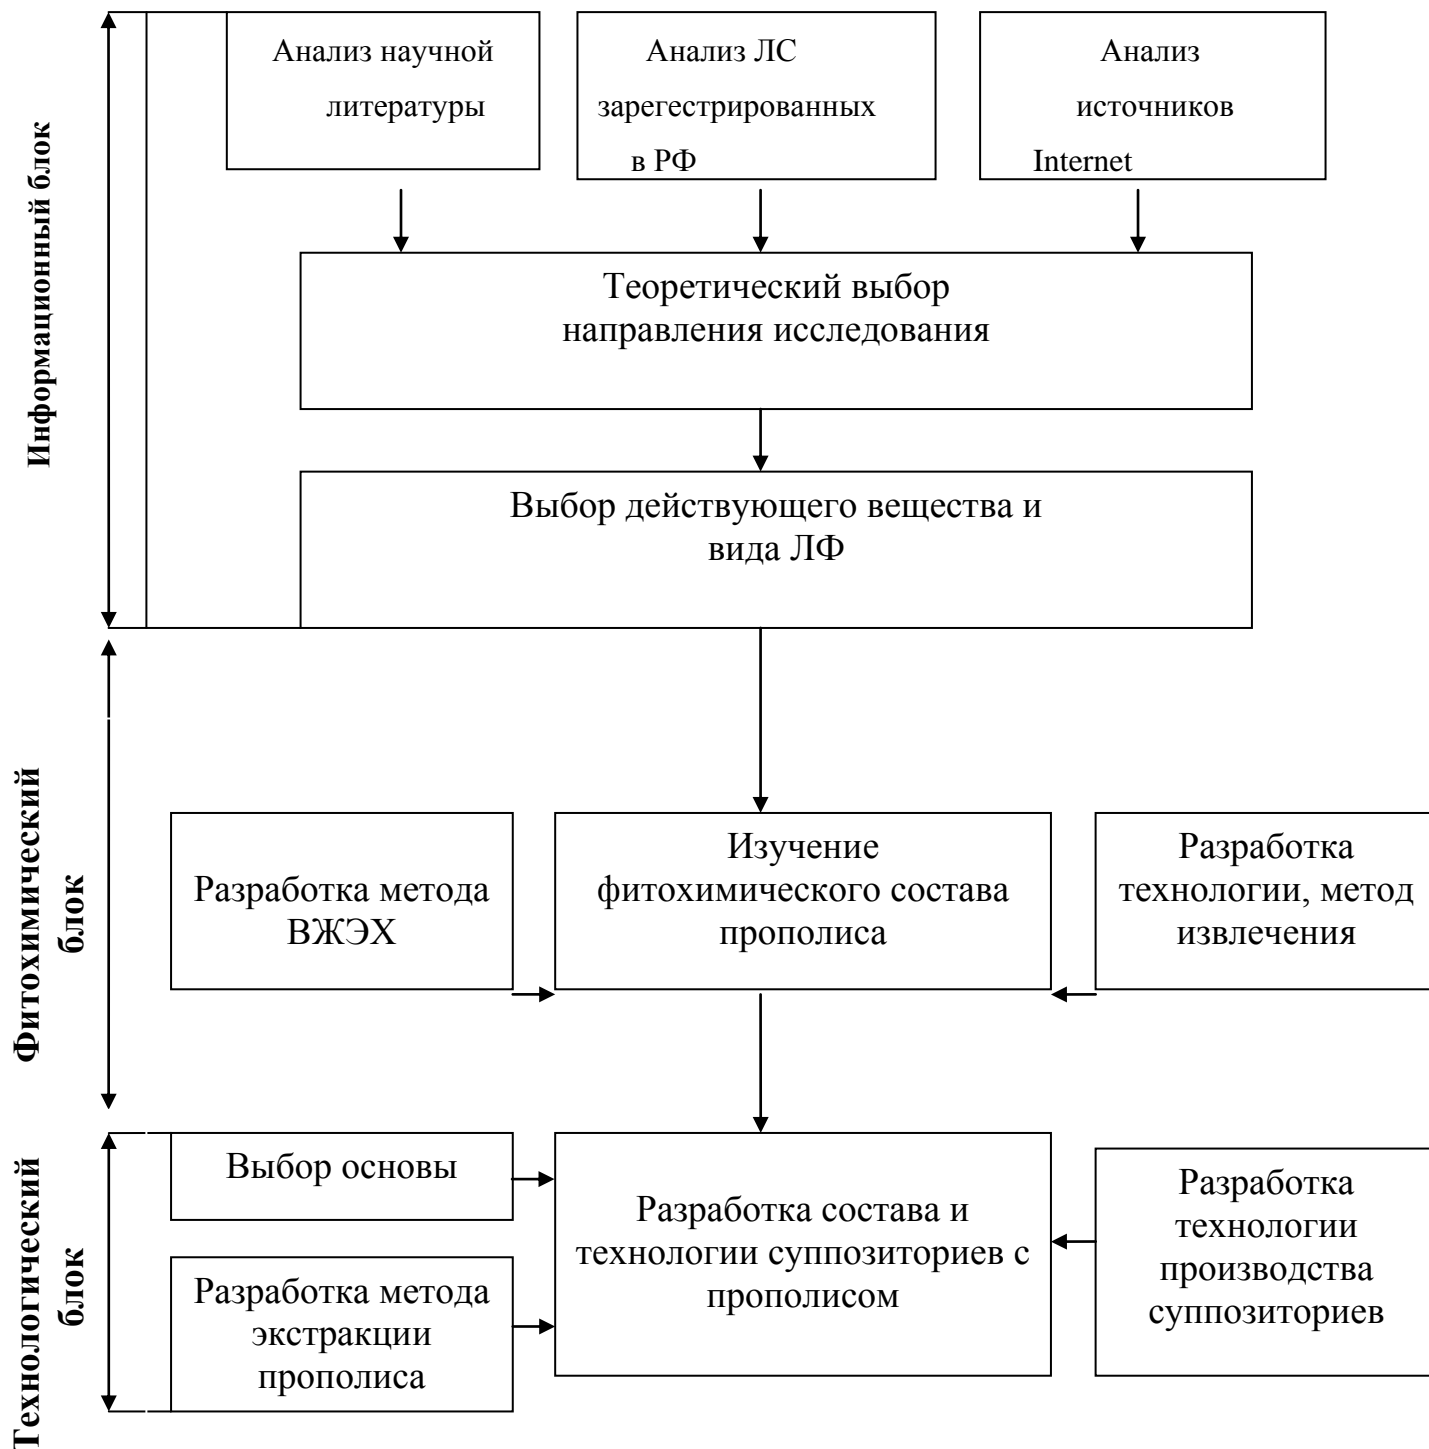 Информационный блок
Анализ научной
литературы
Анализ ЛС
зарегестрированных
в РФ
Анализ
источников
Internet
Теоретический выбор
направления исследования
Выбор действующего вещества и
вида ЛФ
Фитохимический
блок
Разработка метода
ВЖЭХ
Изучение
фитохимического состава
прополиса
Разработка
технологии, метод
извлечения
Технологический
блок
Выбор основы
Разработка метода
экстракции
прополиса
Разработка состава и
технологии суппозиториев с
прополисом
Разработка
технологии
производства
суппозиториев